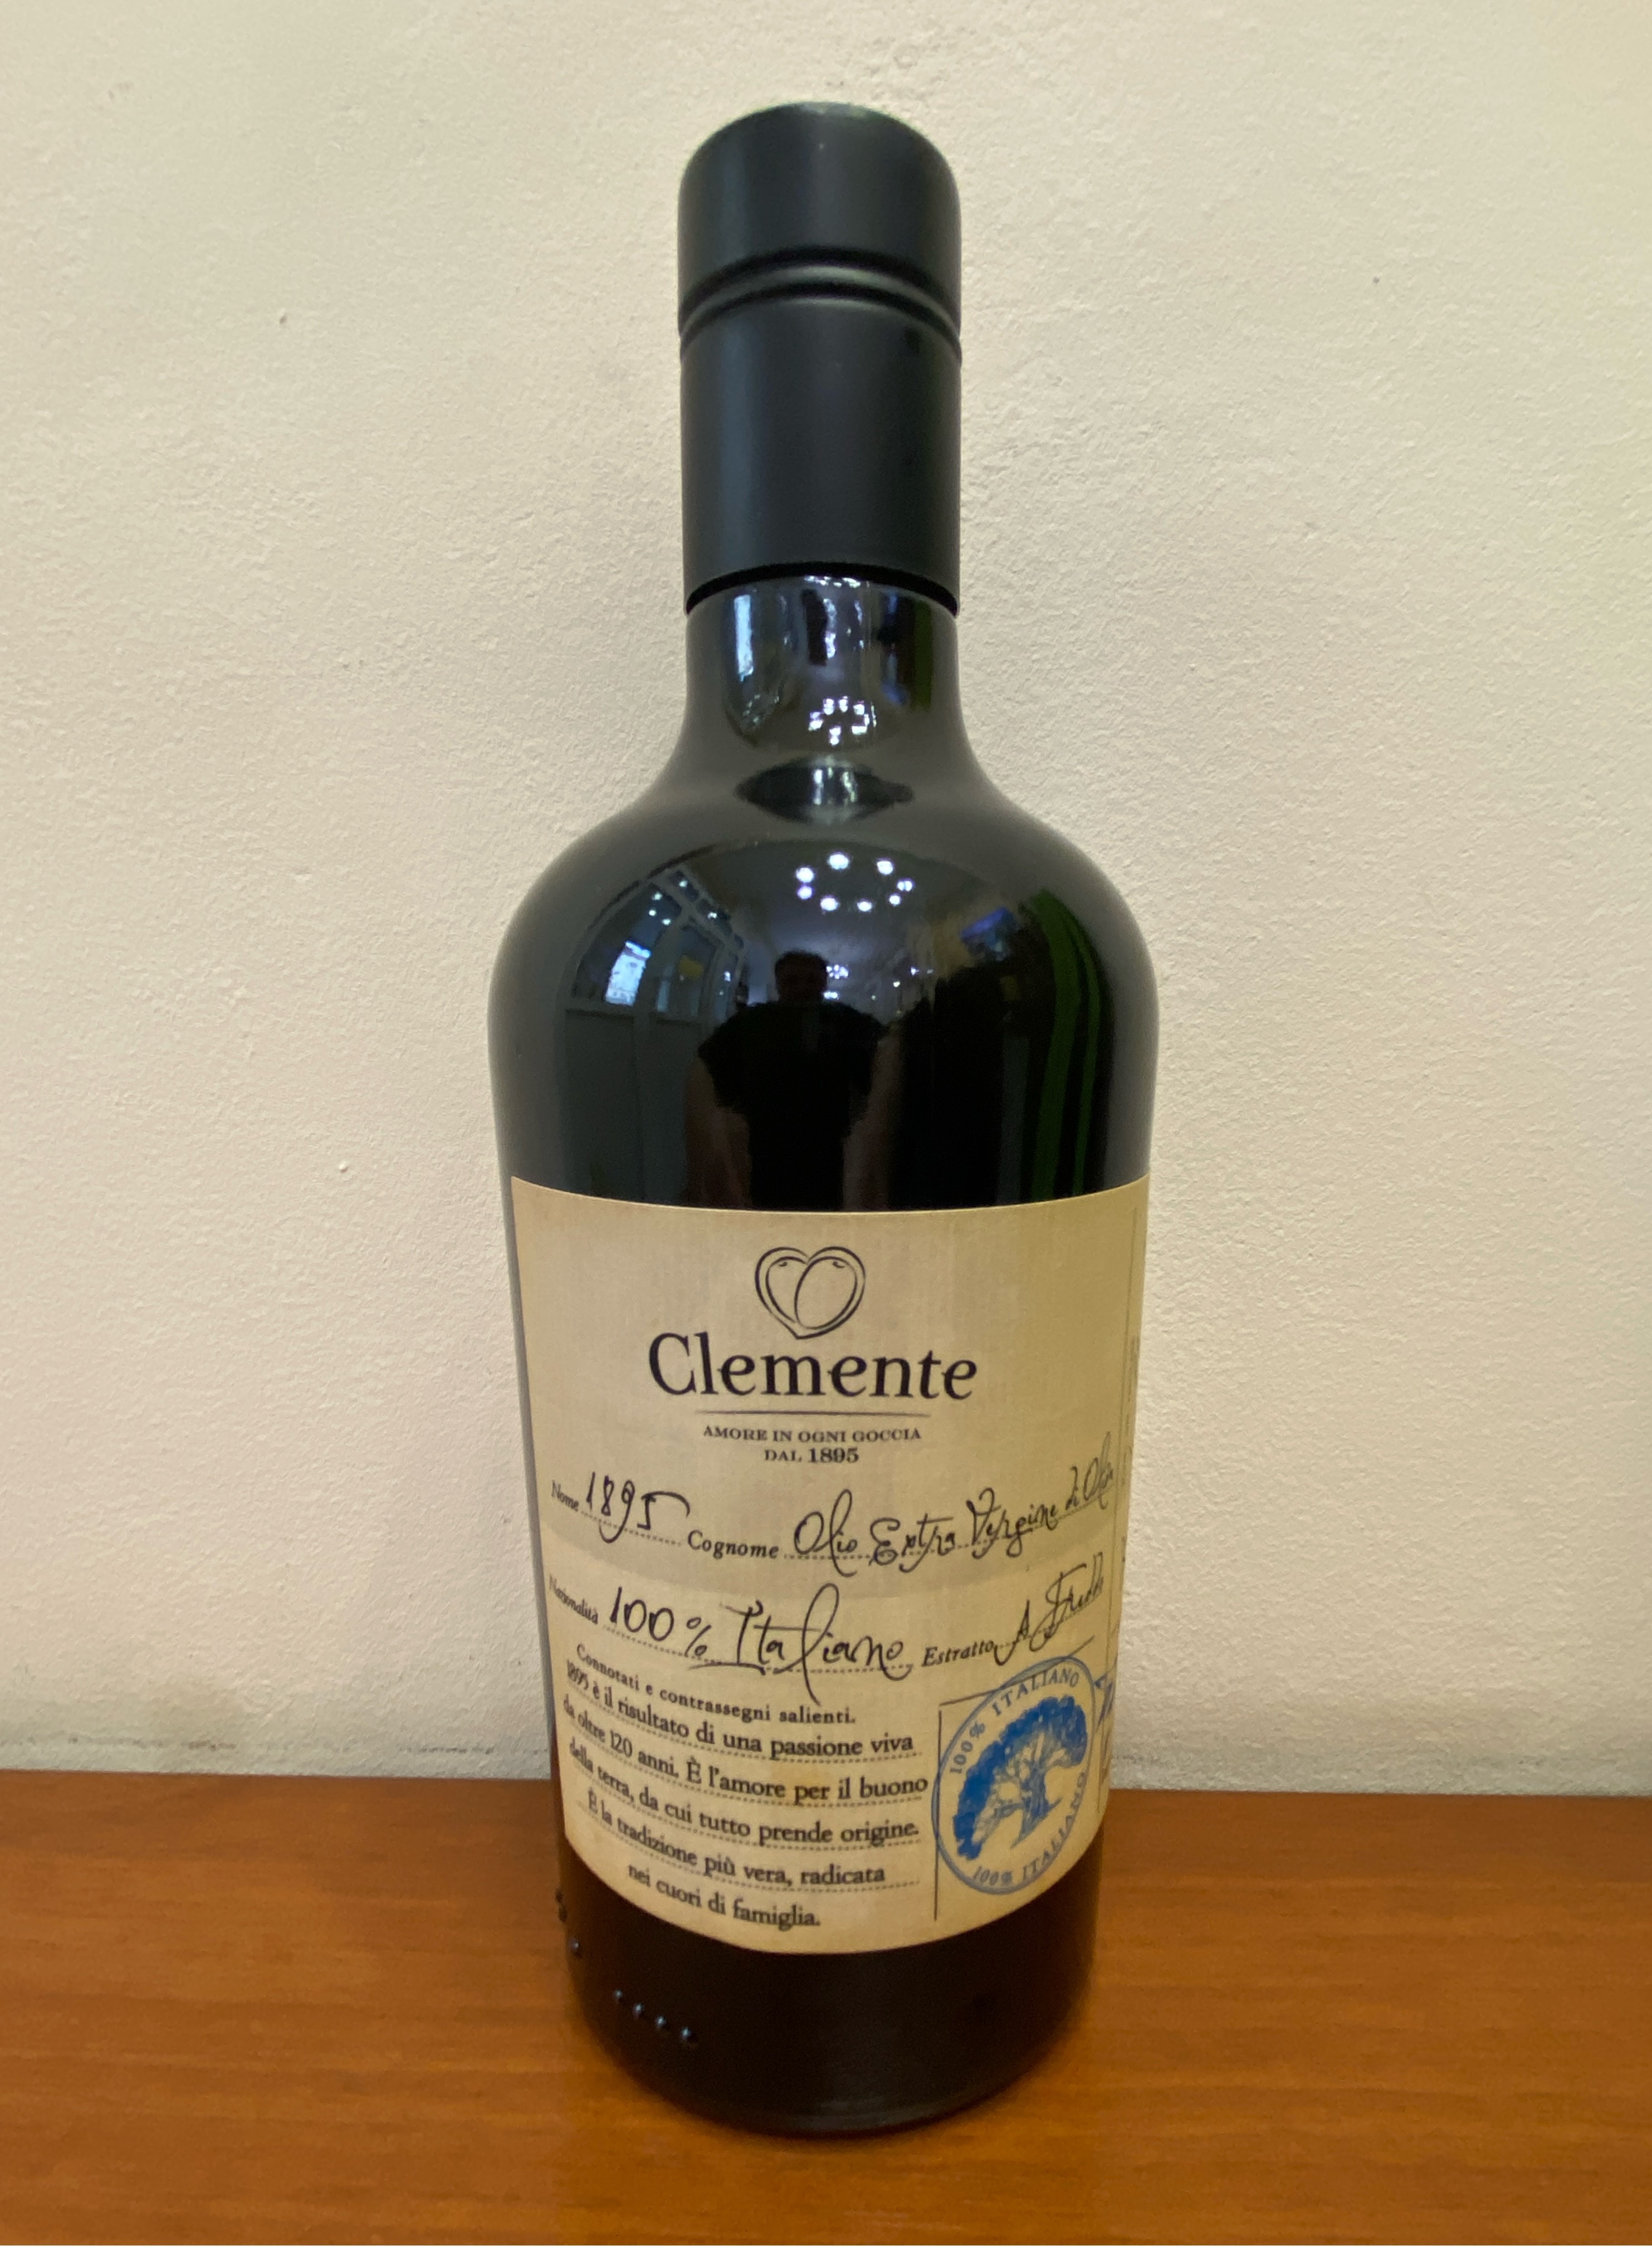 Clemente
AMORE IN OGNI GOCCIA
DAL 1895
Nome 1895 Cognome Olio Extra Vergine di
Nazionalità 100% Italiano Estratto A Freddo
Connotati e contrassegni salienti.
1895 è il risultato di una passione viva
da oltre 120 anni. È l'amore per il buono
della terra, da cui tutto prende origine.
È la tradizione più vera, radicata
nei cuori di famiglia.
100% ITALIANO
100% ITALIANO